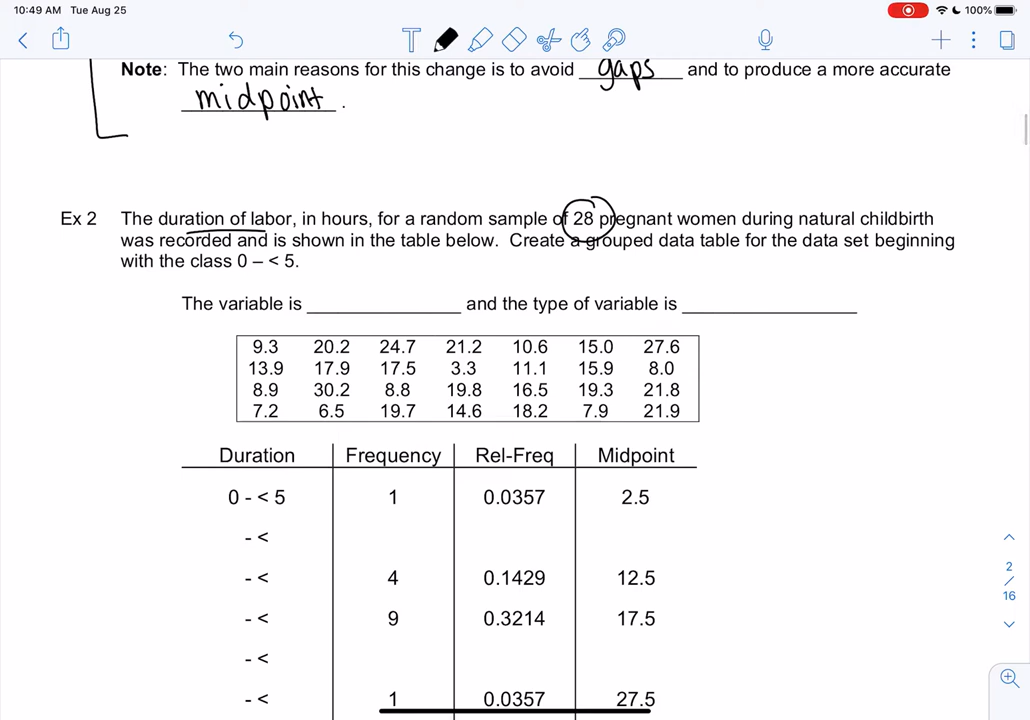 10:49 AM Tue Aug 25 100%
Note: The two main reasons for this change is to avoid gaps and to produce a more accurate
midpoint.
Ex 2 The duration of labor, in hours, for a random sample of 28 pregnant women during natural childbirth
was recorded and is shown in the table below. Create a grouped data table for the data set beginning
with the class 0 – < 5.
The variable is ______________ and the type of variable is ________________
9.3 20.2 24.7 21.2 10.6 15.0 27.6
13.9 17.9 17.5 3.3 11.1 15.9 8.0
8.9 30.2 8.8 19.8 16.5 19.3 21.8
7.2 6.5 19.7 14.6 18.2 7.9 21.9
Duration Frequency Rel-Freq Midpoint
0 - < 5 1 0.0357 2.5
- <
- < 4 0.1429 12.5
- < 9 0.3214 17.5
- <
- < 1 0.0357 27.5
2
/
16